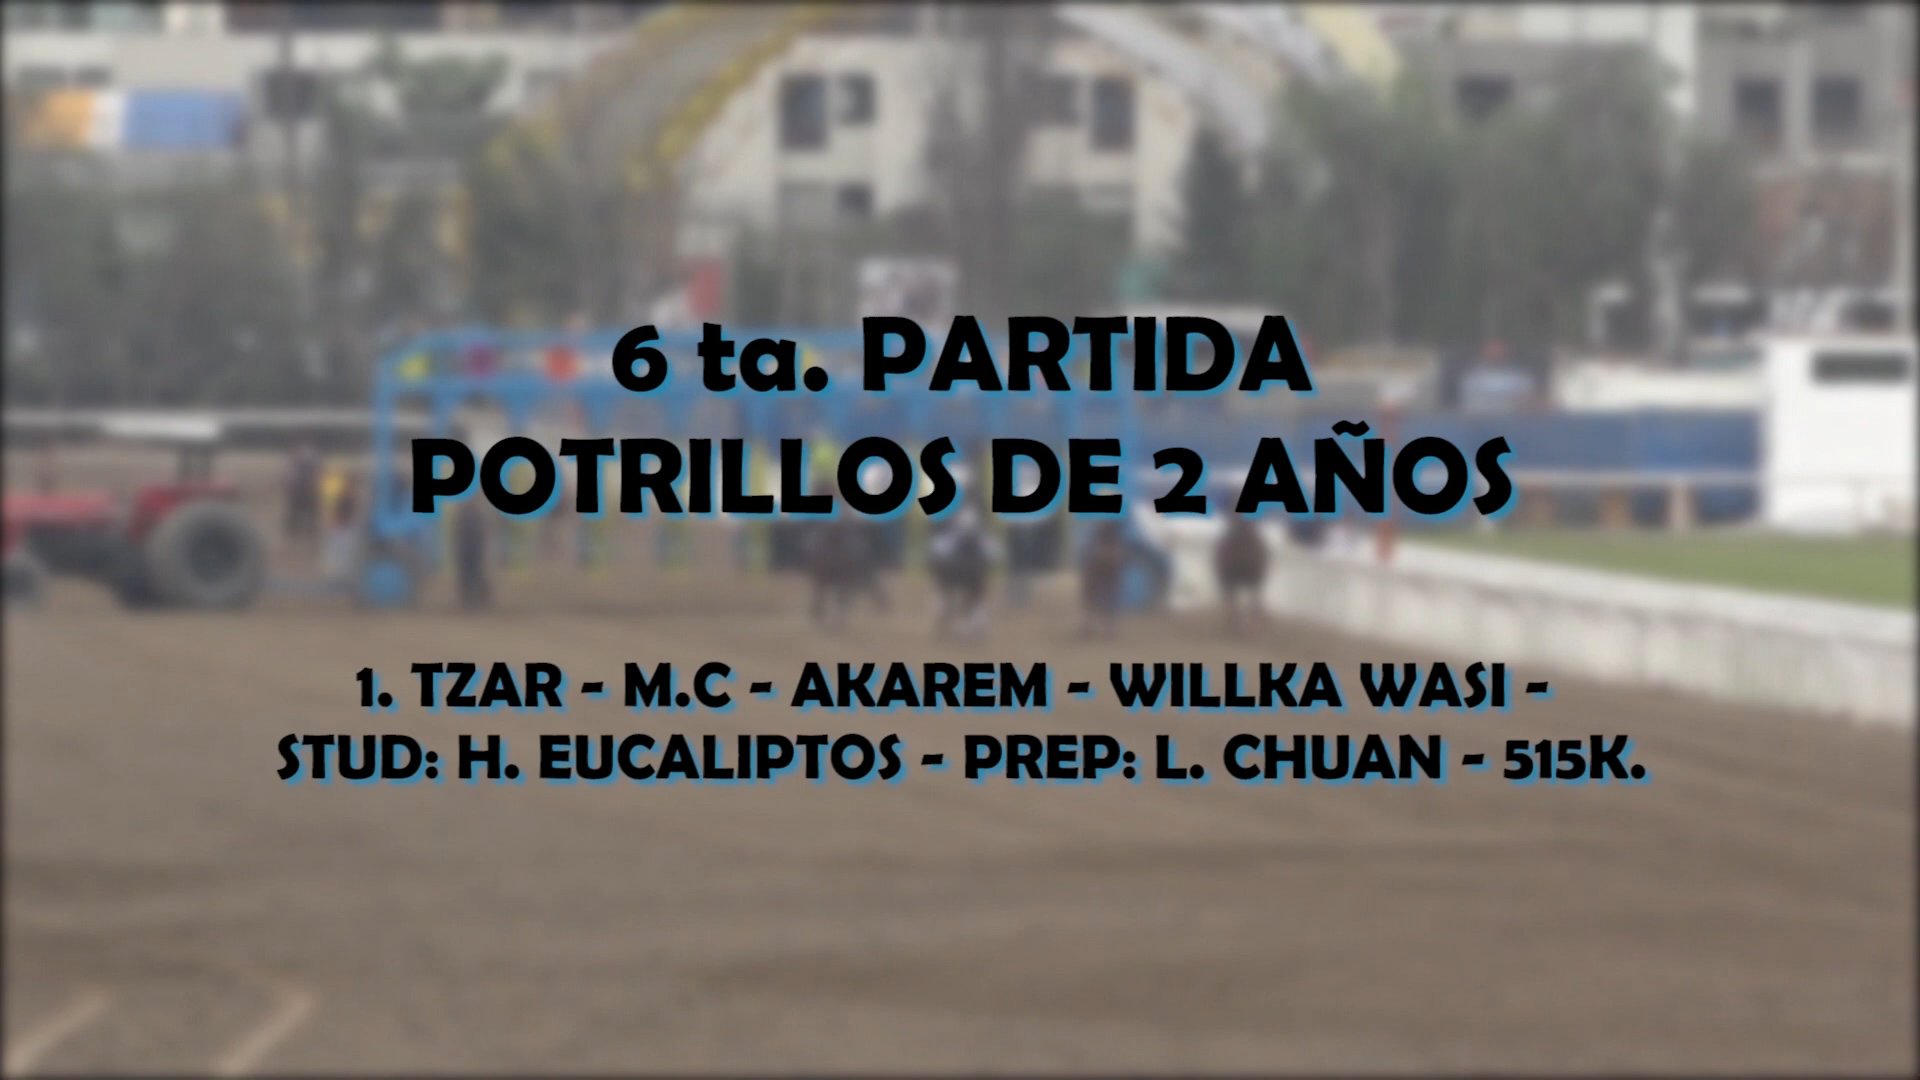 6 ta. PARTIDA
POTRILLOS DE 2 AÑOS
1. TZAR - M.C - AKAREM - WILLKA WASI -
STUD: H. EUCALIPTOS - PREP: L. CHUAN - 515K.